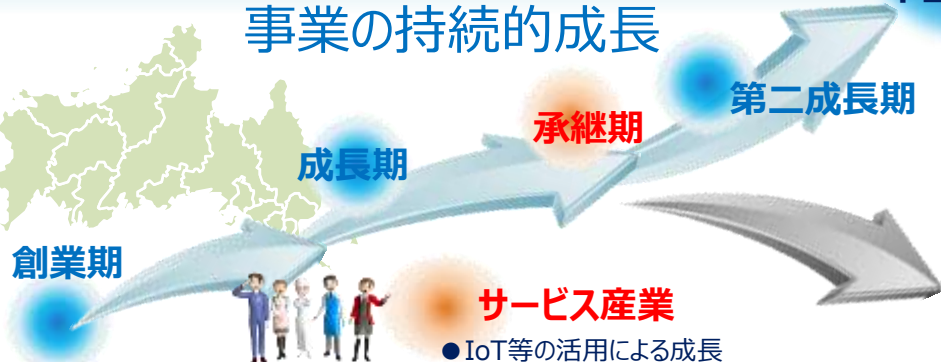 事業の持続的成長
第二成長期
承継期
成長期
創業期
サービス産業
●IoT等の活用による成長